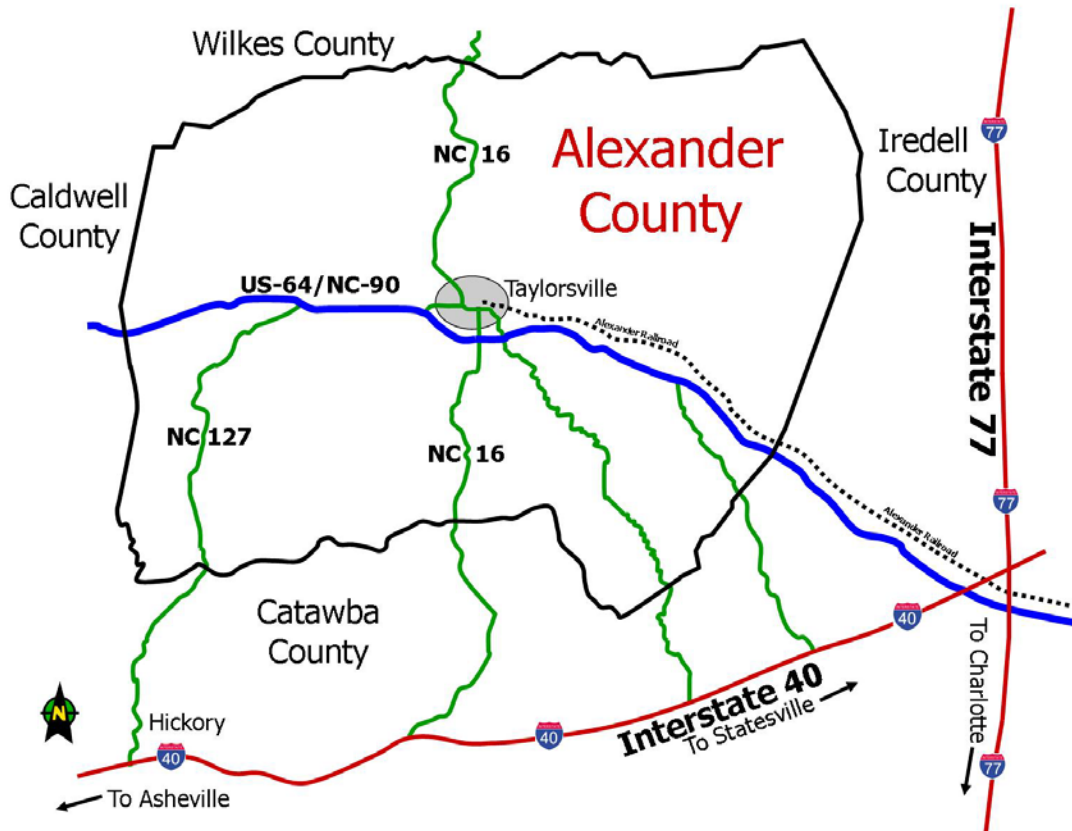 Wilkes County
77
NC 16
Alexander
County
Iredell
County
Caldwell
County
Interstate 77
US-64/NC-90
Taylorsville
Alexander Railroad
NC 127
NC 16
77
Alexander Railroad
Catawba
County
40
To Charlotte
N
Hickory
40
40
Interstate 40
To Statesville
77
To Asheville